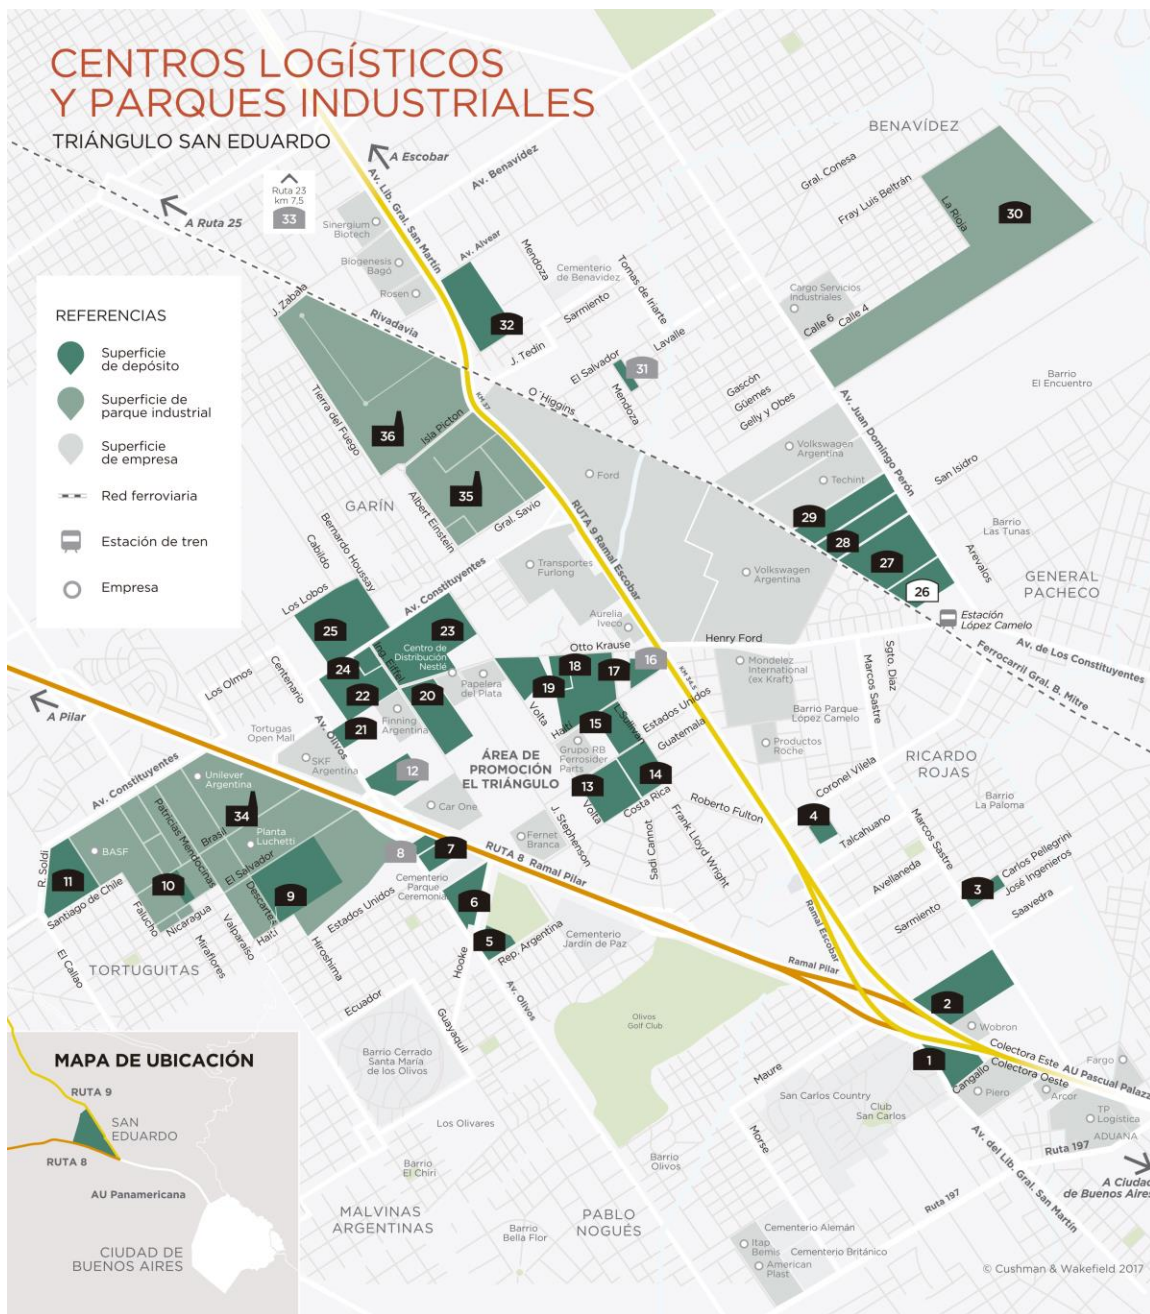 CENTROS LOGÍSTICOS
Y PARQUES INDUSTRIALES
TRIÁNGULO SAN EDUARDO
A Escobar
Av. Benavidez
BENAVÍDEZ
Gral. Conesa
Fray Luis Beltrán
La Rioja
30
Ruta 23
km 7,5
33
A Ruta 25
Sinergium
Biotech
Biogenesis
Bagó
Rosen
Av. Lib. Gral. San Martín
Av. Alvear
Mendoza
Cementerio
de Benavidez
Tomas de Iriarte
Sarmiento
Lavalle
Cargo Servicios
Industriales
Calle 6
Calle 4
32
J. Tedín
El Salvador
31
Mendoza
J. Zabala
Rivadavia
REFERENCIAS
Superficie
de depósito
Superficie de
parque industrial
Superficie
de empresa
Red ferroviaria
Estación de tren
Empresa
Barrio
El Encuentro
O´Higgins
Gascón
Güemes
Gelly y Obes
KM 37
Tierra del Fuego
36
Isla Picton
Av. Juan Domingo Perón
Volkswagen
Argentina
Techint
San Isidro
Ford
35
GARÍN
Albert Einstein
Gral. Savio
RUTA 9 Ramal Escobar
29
28
27
26
Barrio
Las Tunas
Arevalos
GENERAL
PACHECO
Bernardo Houssay
Cabildo
Los Lobos
Av. Constituyentes
Transportes
Furlong
Volkswagen
Argentina
Estación
López Camelo
Aurelia
Iveco
25
23
Centro de
Distribución
Nestlé
Ing. Eiffel
Otto Krause
Henry Ford
Av. de Los Constituyentes
Ferrocarril Gral. B. Mitre
24
22
20
21
Papelera
del Plata
19
18
17
16
KM 34.5
Mondelez
International
(ex Kraft)
Marcos Sastre
Sgto. Díaz
Los Olmos
Centenario
Av. Olivos
A Pilar
Finning
Argentina
Volta
Haití
15
L. Sullivan
Estados Unidos
Guatemala
Barrio Parque
López Camelo
Tortugas
Open Mall
SKF
Argentina
12
ÁREA DE
PROMOCIÓN
EL TRIÁNGULO
Grupo RB
Ferrosider
Parts
13
14
Productos
Roche
RICARDO
ROJAS
Av. Constituyentes
Unilever
Argentina
34
Car One
Costa Rica
Volta
J. Stephenson
Sadi Carnot
Frank Lloyd Wright
Roberto Fulton
Coronel Vilela
4
Talcahuano
Barrio
La Paloma
Patricias Mendocinas
Brasil
Planta
Luchetti
BASF
Fernet
Branca
RUTA 8 Ramal Pilar
Marcos Sastre
Carlos Pellegrini
José Ingenieros
Saavedra
R. Soldi
11
10
El Salvador
9
8
7
Cementerio
Parque
Ceremonial
Avellaneda
3
Sarmiento
Santiago de Chile
Falucho
Nicaragua
Miraflores
Valparaíso
Descartes
Haití
Hiroshima
Estados Unidos
6
5
Rep. Argentina
Cementerio
Jardín de Paz
Ramal Escobar
Ramal Pilar
El Callao
TORTUGUITAS
Ecuador
Hooke
Guayaquil
Av. Olivos
Olivos
Golf Club
2
Wobron
1
Colectora Este
Colectora Oeste
AU Pascual Palazz
Fargo
Cangallo
Piero
Arcor
TP
Logística
ADUANA
MAPA DE UBICACIÓN
RUTA 9
SAN
EDUARDO
RUTA 8
AU Panamericana
CIUDAD DE
BUENOS AIRES
Barrio Cerrado
Santa María
de los Olivos
Maure
San Carlos Country
Club
San Carlos
Los Olivares
Morse
Barrio
El Chiri
Barrio
Olivos
Av. del Lib. Gral. San Martín
Ruta 197
A Ciudad
de Buenos Aires
Ruta 197
MALVINAS
ARGENTINAS
PABLO
NOGUÉS
Barrio
Bella Flor
Cementerio Alemán
Itap
Bemis
Cementerio Británico
American
Plast
© Cushman & Wakefield 2017